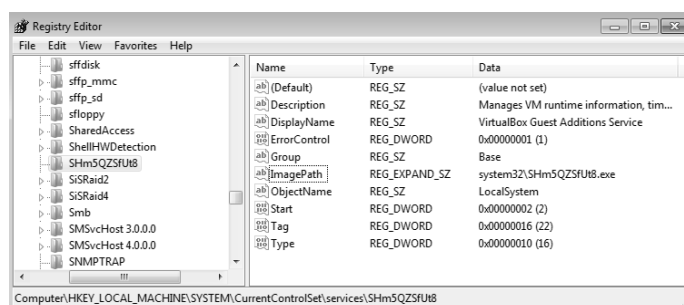 Registry Editor
File Edit View Favorites Help
sffdisk
sffp_mmc
sffp_sd
sfloppy
SharedAccess
ShellHWDetection
SHm5QZSfUt8
SiSRaid2
SiSRaid4
Smb
SMSvcHost 3.0.0.0
SMSvcHost 4.0.0.0
SNMPTRAP
Name Type Data
(Default) REG_SZ (value not set)
Description REG_SZ Manages VM runtime information, tim...
DisplayName REG_SZ VirtualBox Guest Additions Service
ErrorControl REG_DWORD 0x00000001 (1)
Group REG_SZ Base
ImagePath REG_EXPAND_SZ system32\SHm5QZSfUt8.exe
ObjectName REG_SZ LocalSystem
Start REG_DWORD 0x00000002 (2)
Tag REG_DWORD 0x00000016 (22)
Type REG_DWORD 0x00000010 (16)
Computer\HKEY_LOCAL_MACHINE\SYSTEM\CurrentControlSet\services\SHm5QZSfUt8